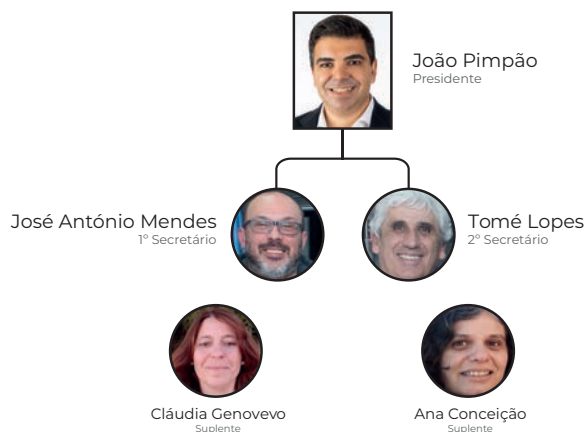 João Pimpão
Presidente
José António Mendes
1º Secretário
Tomé Lopes
2º Secretário
Cláudia Genovevo
Suplente
Ana Conceição
Suplente